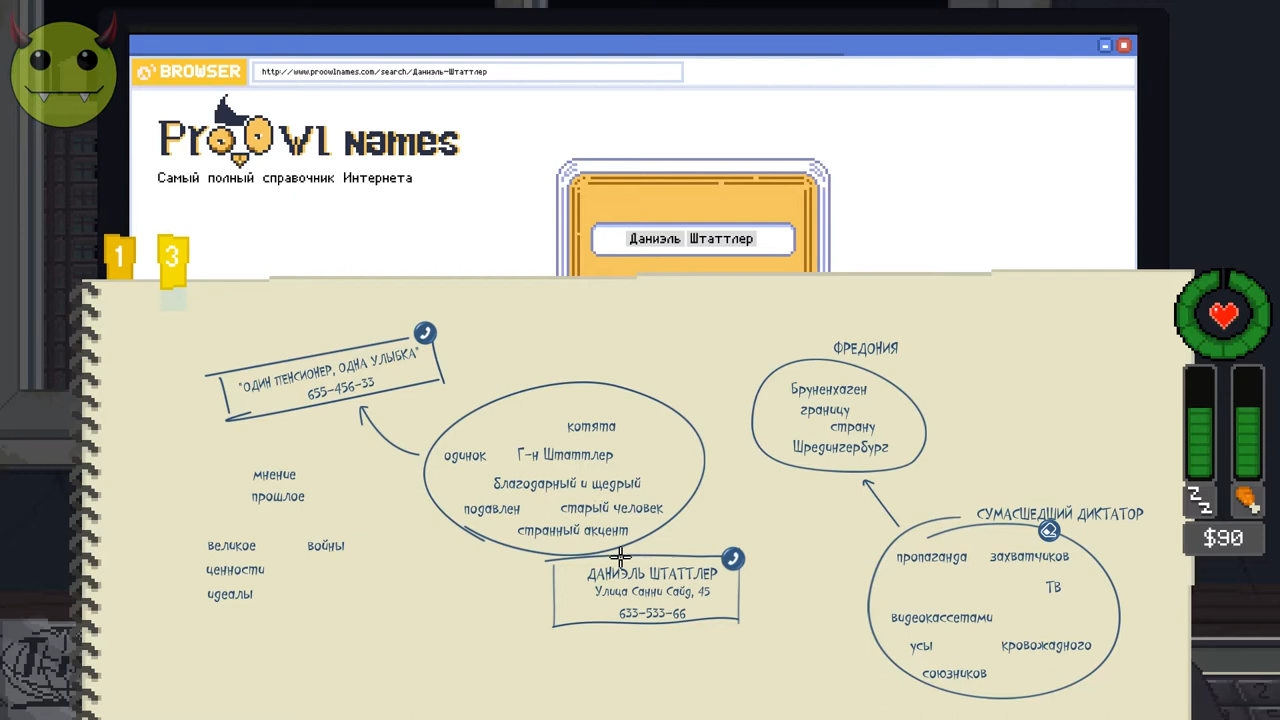 BROWSER
http://www.proowlnames.com/search/Даниэль-Штаттлер
PrOOwl names
Самый полный справочник Интернета
Даниэль Штаттлер
1 3
"ОДИН ПЕНСИОНЕР, ОДНА УЛЫБКА"
655-456-33
котята
одинок
Г-н Штаттлер
благодарный и щедрый
подавлен
старый человек
странный акцент
мнение
прошлое
великое
войны
ценности
идеалы
ДАНИЭЛЬ ШТАТТЛЕР
Улица Санни Сайд, 45
633-533-66
ФРЕДОНИЯ
Бруненхаген
границу
страну
Шредингербург
СУМАСШЕДШИЙ ДИКТАТОР
пропаганда
захватчиков
ТВ
видеокассетами
усы
кровожадного
союзников
zzz
$90